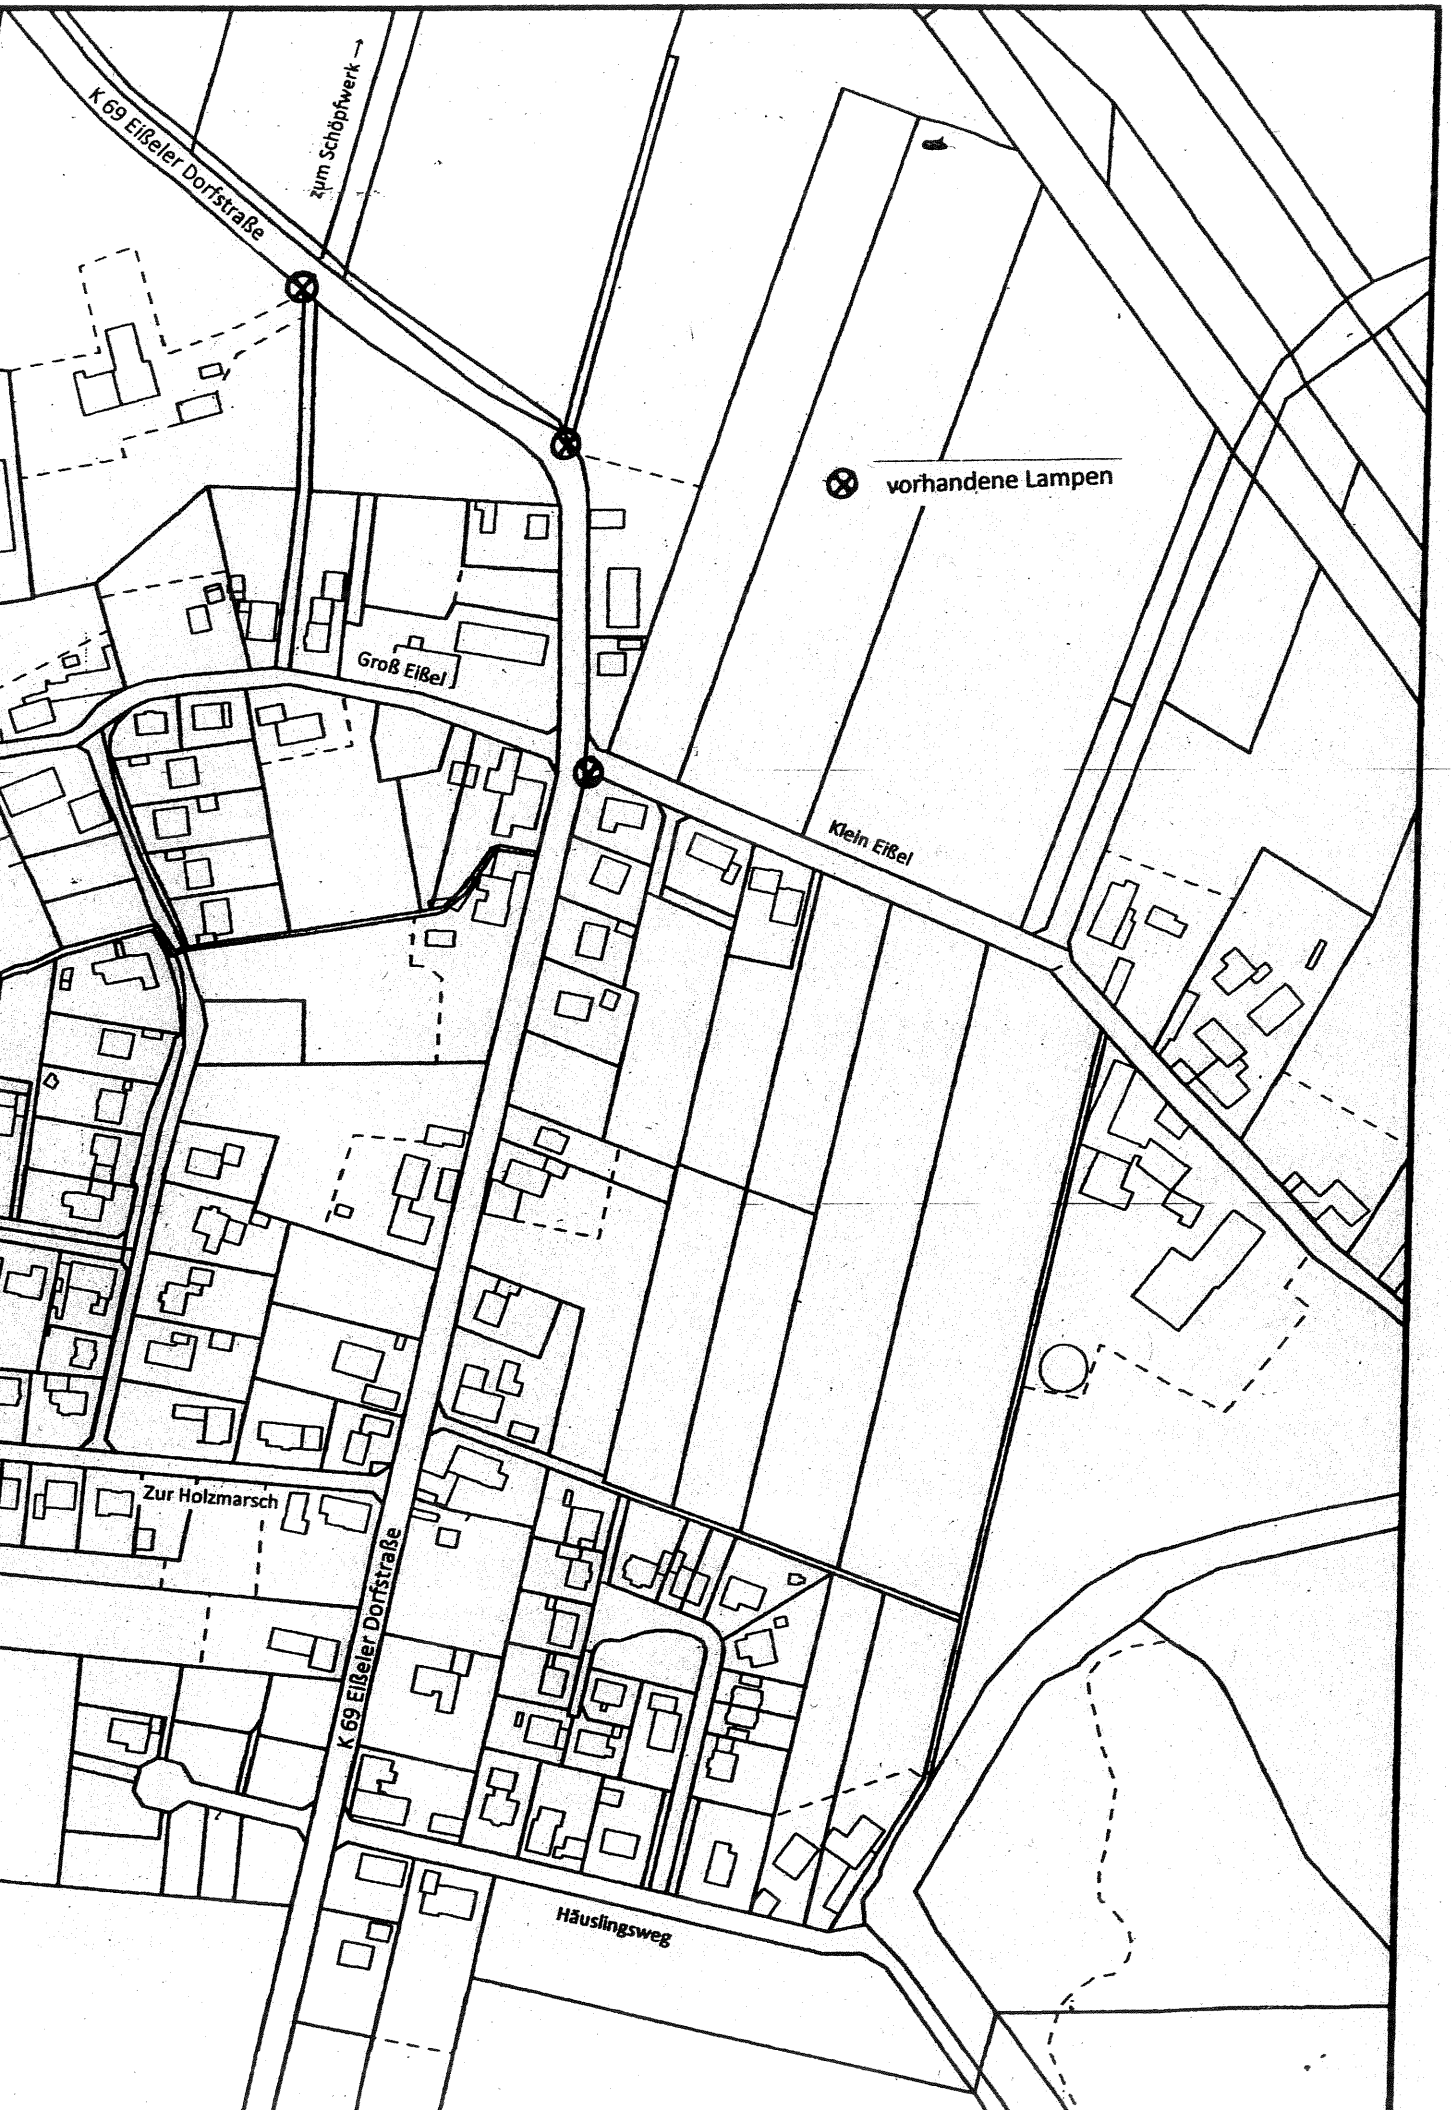 K 69 Eißeler Dorfstraße
zum Schöpfwerk →
vorhandene Lampen
Groß Eißel
Klein Eißel
Zur Holzmarsch
K 69 Eißeler Dorfstraße
Häuslingsweg